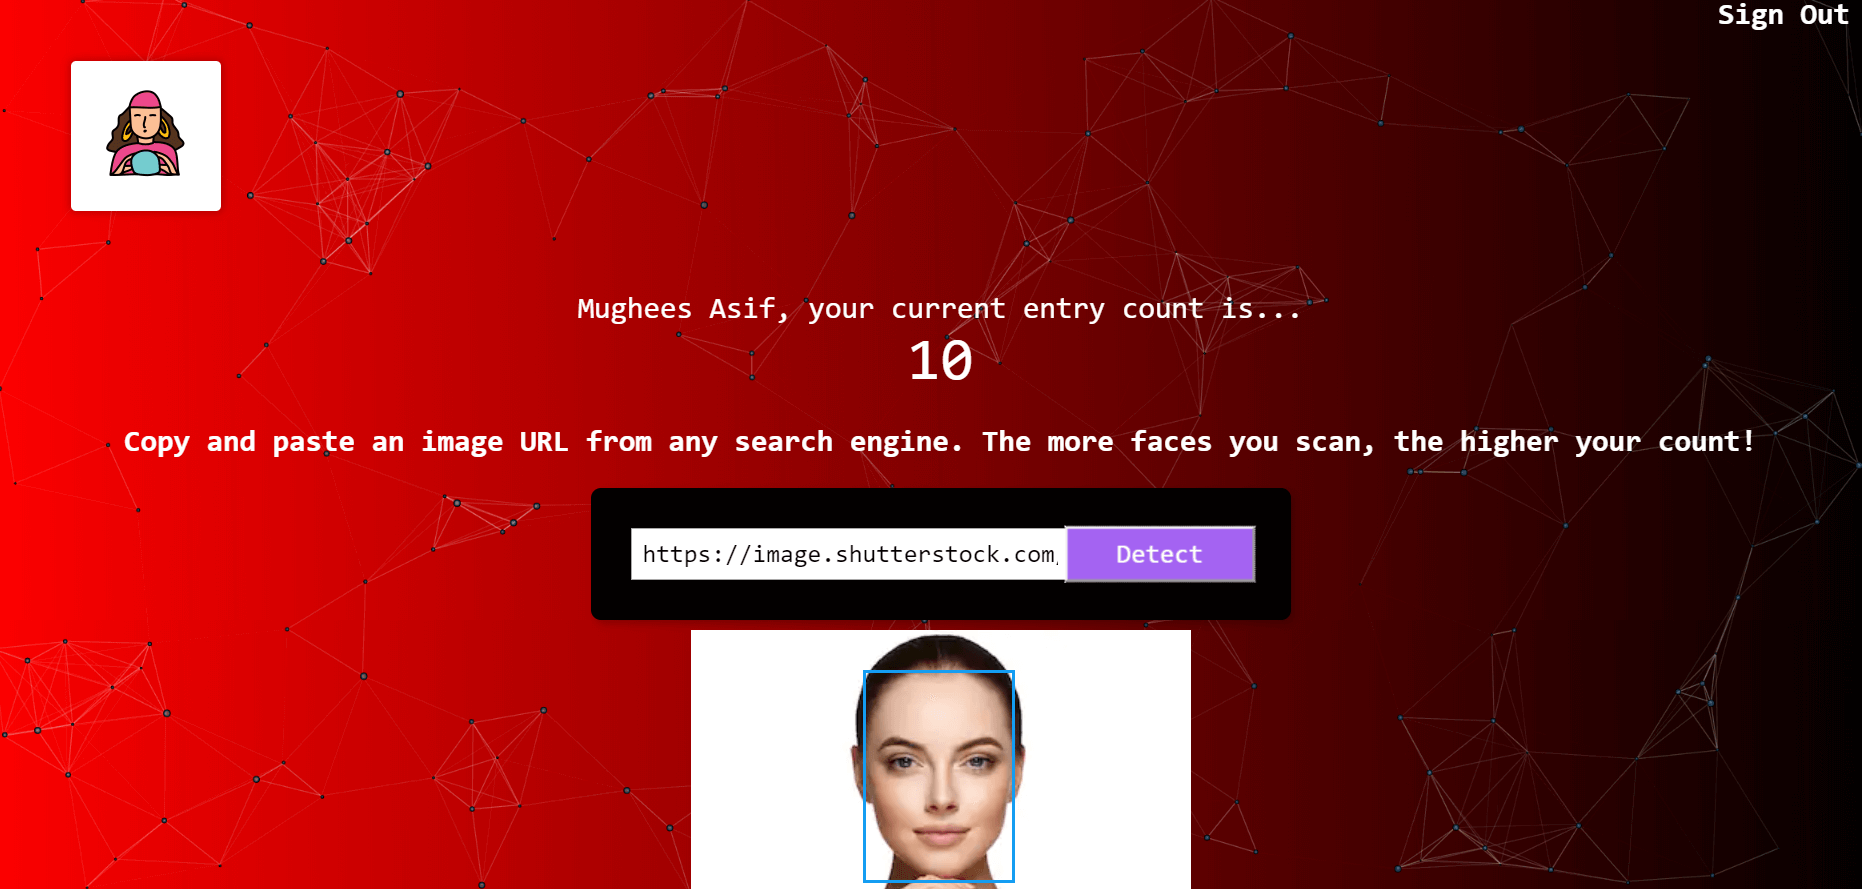 Sign Out
Mughees Asif, your current entry count is...
10
Copy and paste an image URL from any search engine. The more faces you scan, the higher your count!
https://image.shutterstock.com/
Detect